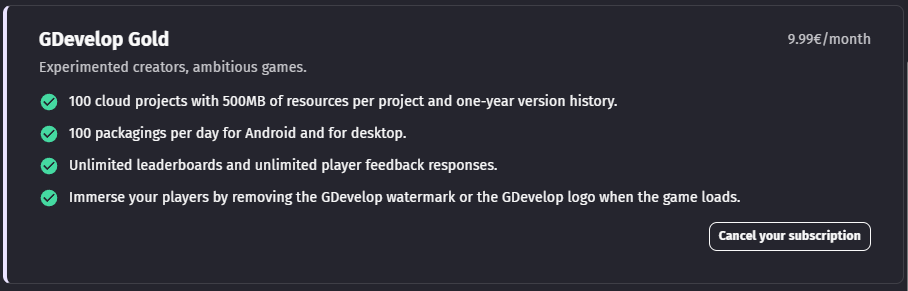 GDevelop Gold
9.99€/month
Experimented creators, ambitious games.
100 cloud projects with 500MB of resources per project and one-year version history.
100 packagings per day for Android and for desktop.
Unlimited leaderboards and unlimited player feedback responses.
Immerse your players by removing the GDevelop watermark or the GDevelop logo when the game loads.
Cancel your subscription